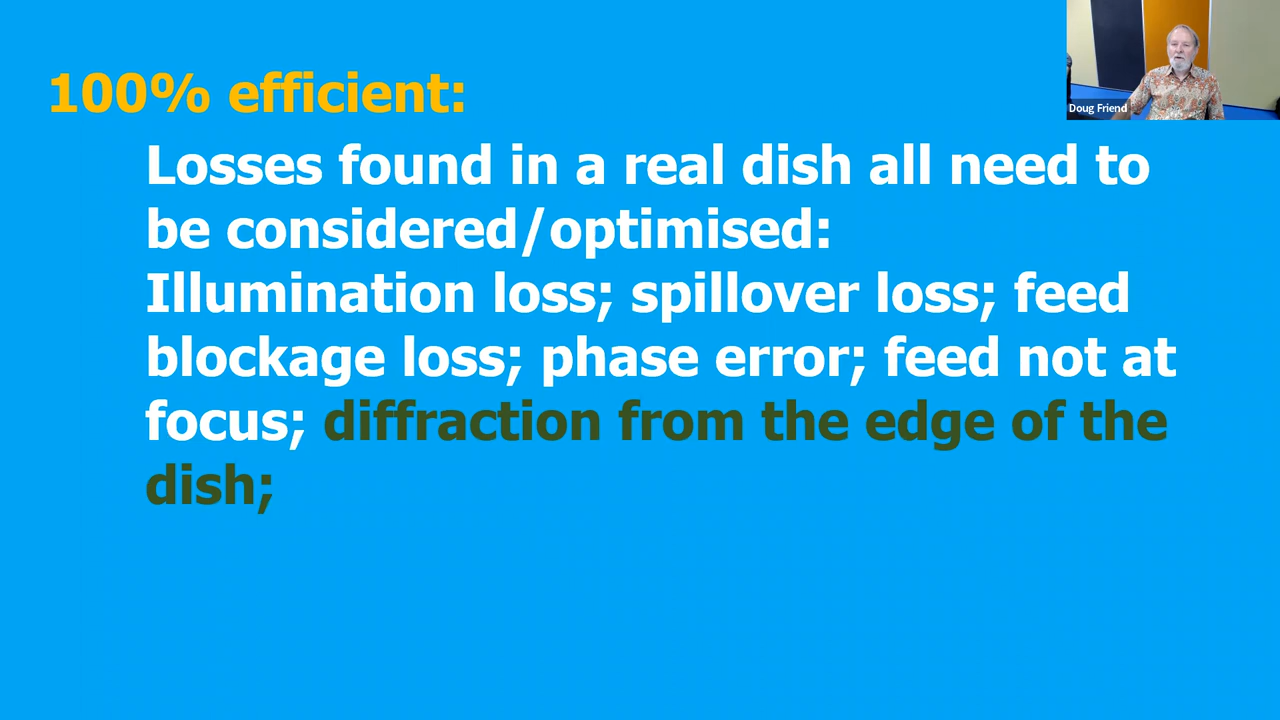 100% efficient:
Losses found in a real dish all need to
be considered/optimised:
Illumination loss; spillover loss; feed
blockage loss; phase error; feed not at
focus; diffraction from the edge of the
dish;
Doug Friend